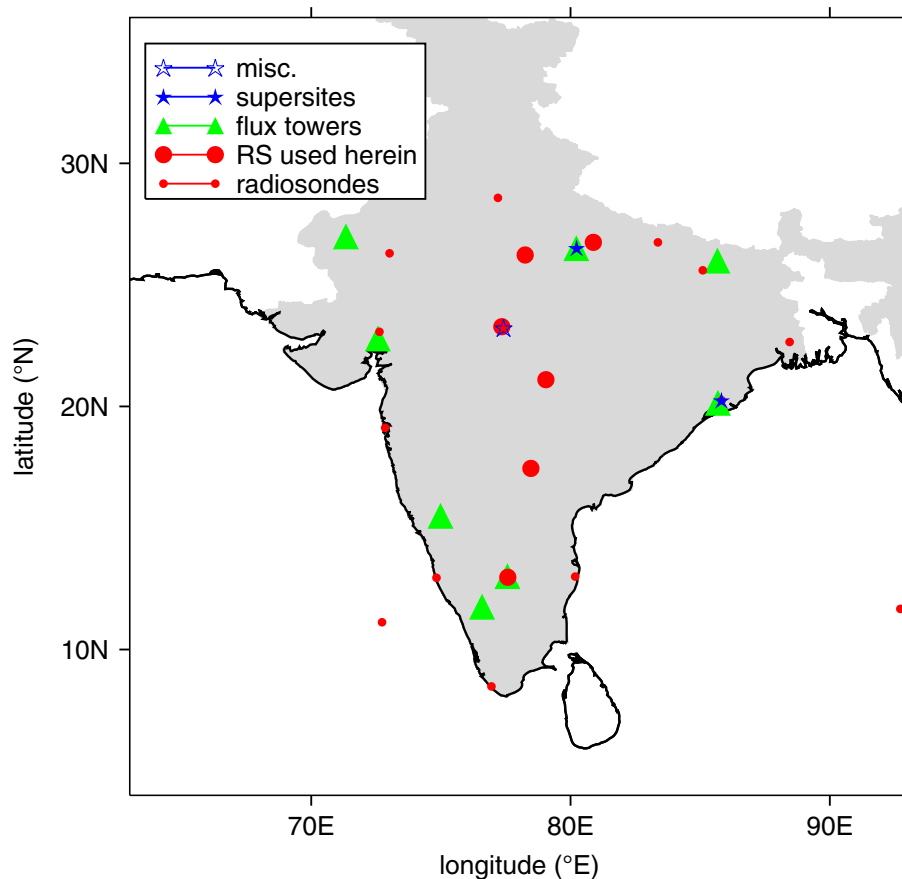 misc.
supersites
flux towers
RS used herein
radiosondes
30N
20N
10N
latitude (°N)
70E 80E 90E
longitude (°E)